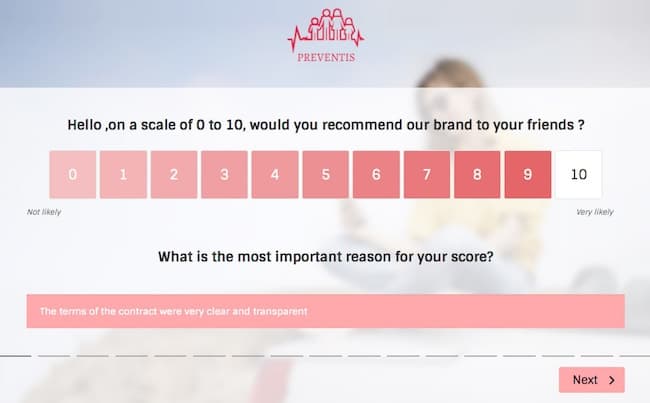 PREVENTIS
Hello ,on a scale of 0 to 10, would you recommend our brand to your friends ?
0 1 2 3 4 5 6 7 8 9 10
Not likely Very likely
What is the most important reason for your score?
The terms of the contract were very clear and transparent
Next >